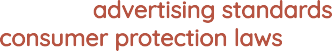 advertising standards
consumer protection laws